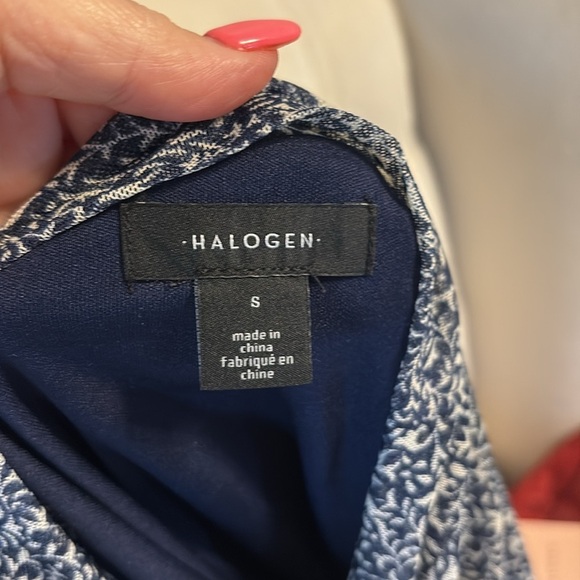 ·HALOGEN·
S
made in
china
fabriqué en
chine